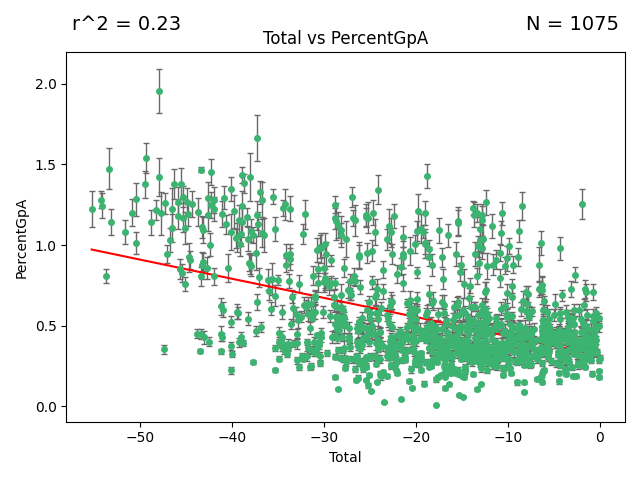 r^2 = 0.23
N = 1075
Total vs PercentGpA
PercentGpA
2.0
1.5
1.0
0.5
0.0
−50
−40
−30
−20
−10
0
Total